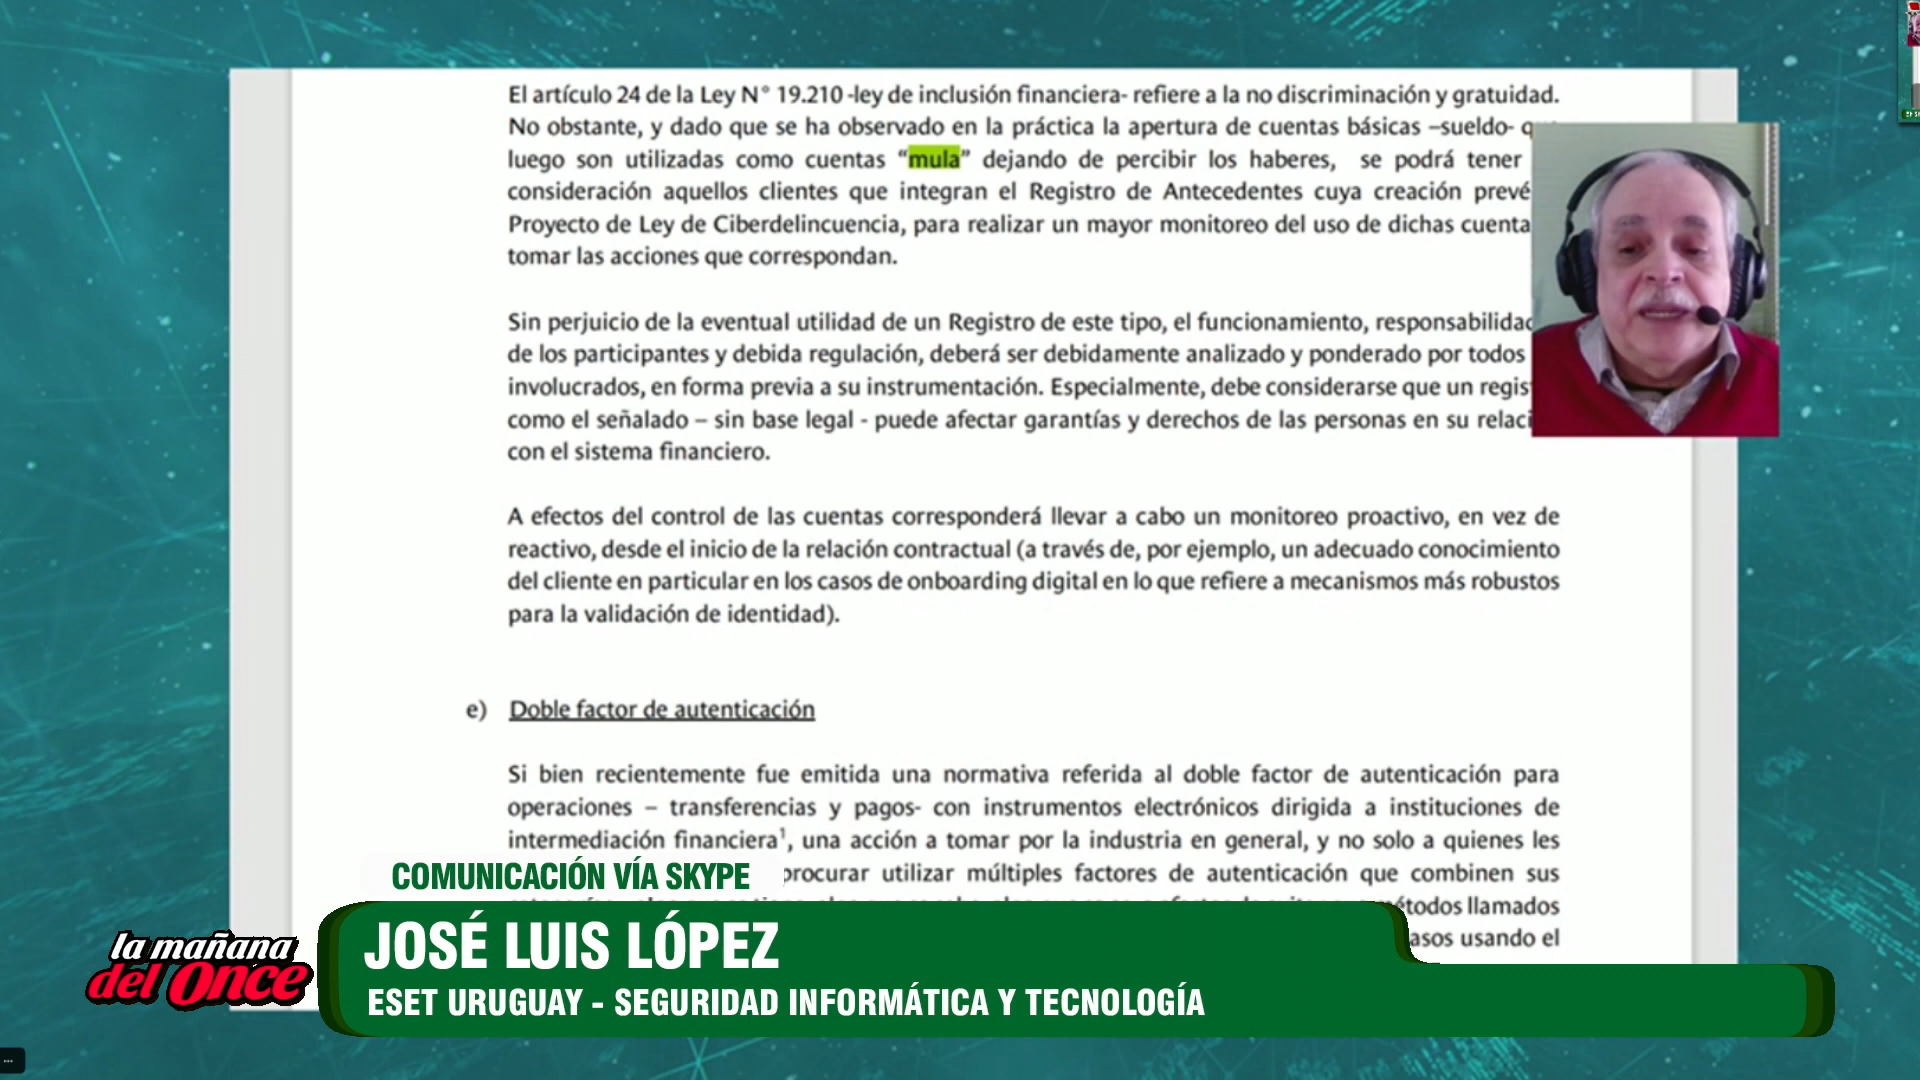 El artículo 24 de la Ley N° 19.210 -ley de inclusión financiera- refiere a la no discriminación y gratuidad.
No obstante, y dado que se ha observado en la práctica la apertura de cuentas básicas –sueldo-
luego son utilizadas como cuentas “mula” dejando de percibir los haberes, se podrá tener
consideración aquellos clientes que integran el Registro de Antecedentes cuya creación prevé
Proyecto de Ley de Ciberdelincuencia, para realizar un mayor monitoreo del uso de dichas cuenta
tomar las acciones que correspondan.
Sin perjuicio de la eventual utilidad de un Registro de este tipo, el funcionamiento, responsabilidad
de los participantes y debida regulación, deberá ser debidamente analizado y ponderado por todos
involucrados, en forma previa a su instrumentación. Especialmente, debe considerarse que un regis
como el señalado – sin base legal - puede afectar garantías y derechos de las personas en su relaci
con el sistema financiero.
A efectos del control de las cuentas corresponderá llevar a cabo un monitoreo proactivo, en vez de
reactivo, desde el inicio de la relación contractual (a través de, por ejemplo, un adecuado conocimiento
del cliente en particular en los casos de onboarding digital en lo que refiere a mecanismos más robustos
para la validación de identidad).
e) Doble factor de autenticación
Si bien recientemente fue emitida una normativa referida al doble factor de autenticación para
operaciones – transferencias y pagos- con instrumentos electrónicos dirigida a instituciones de
intermediación financiera¹, una acción a tomar por la industria en general, y no solo a quienes les
procurar utilizar múltiples factores de autenticación que combinen sus
métodos llamados
asos usando el
COMUNICACIÓN VÍA SKYPE
JOSÉ LUIS LÓPEZ
ESET URUGUAY - SEGURIDAD INFORMÁTICA Y TECNOLOGÍA
la mañana
del Once